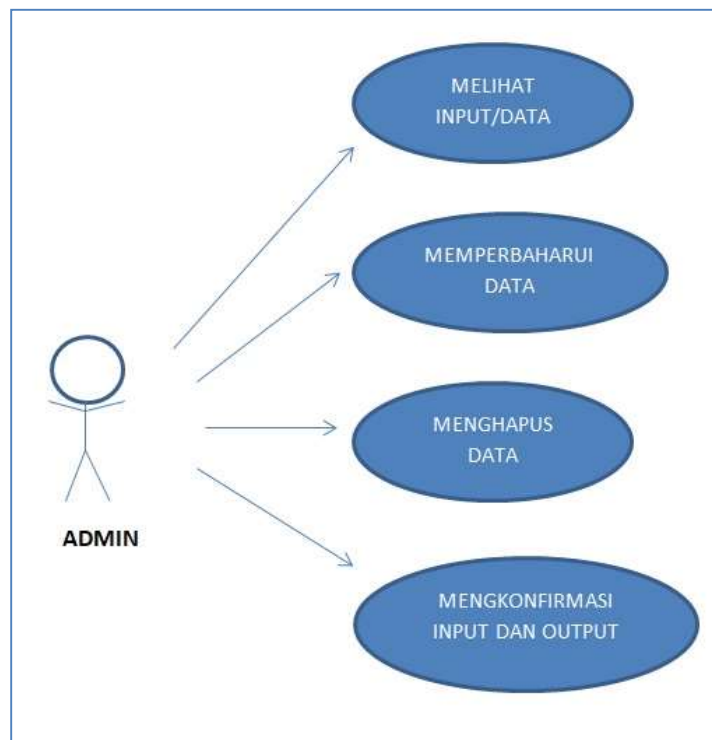 MELIHAT
INPUT/DATA
MEMPERBAHARUI
DATA
MENGHAPUS
DATA
ADMIN
MENGKONFIRMASI
INPUT DAN OUTPUT